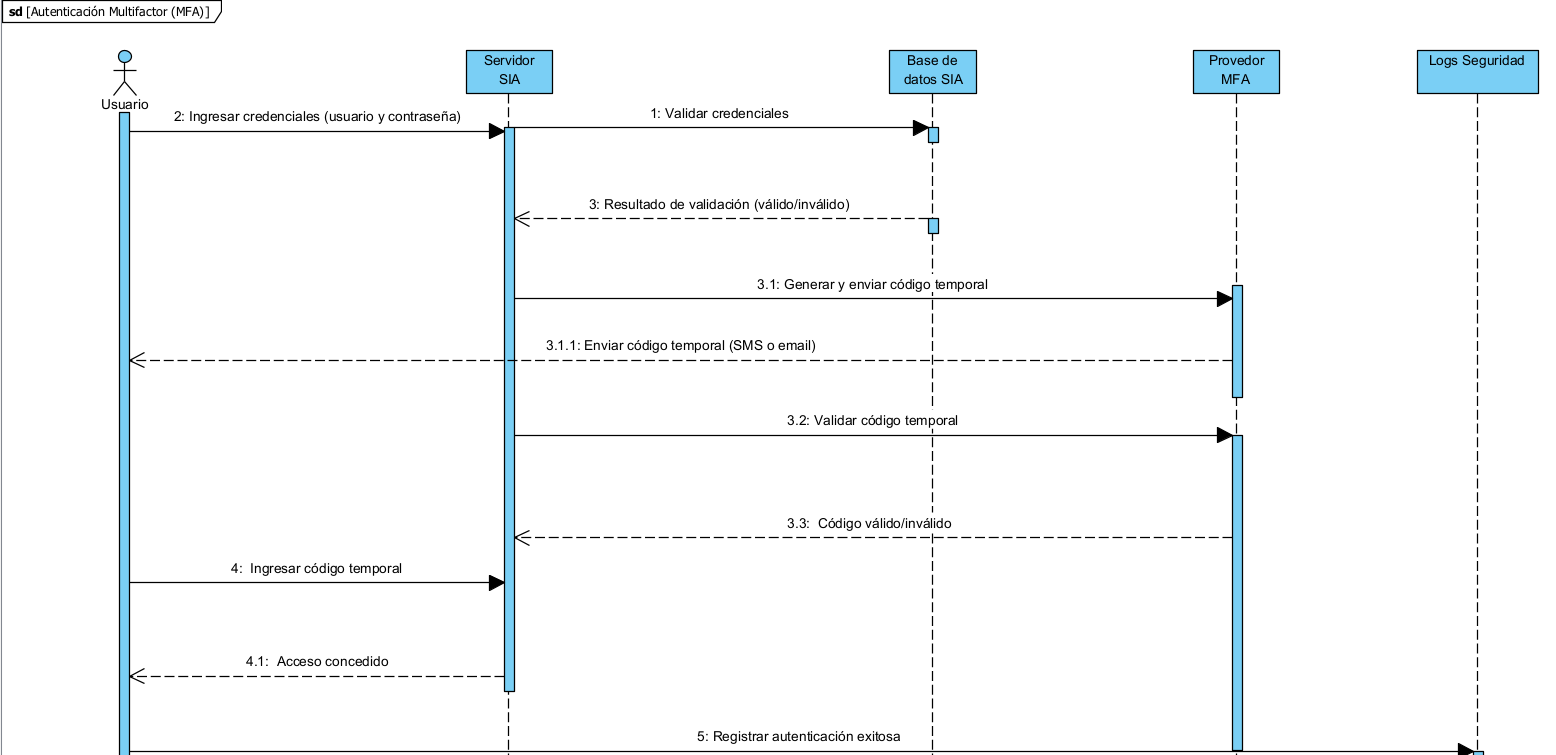 sd [Autenticación Multifactor (MFA)]
Usuario
Servidor
SIA
Base de
datos SIA
Provedor
MFA
Logs Seguridad
2: Ingresar credenciales (usuario y contraseña)
1: Validar credenciales
3: Resultado de validación (válido/inválido)
3.1: Generar y enviar código temporal
3.1.1: Enviar código temporal (SMS o email)
3.2: Validar código temporal
3.3: Código válido/inválido
4: Ingresar código temporal
4.1: Acceso concedido
5: Registrar autenticación exitosa